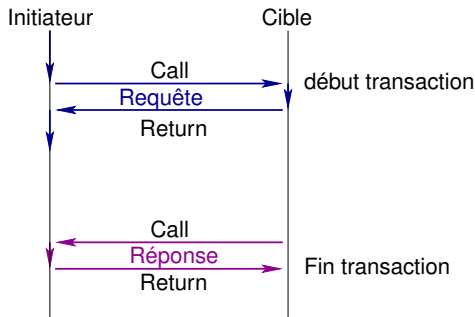 Initiateur Cible
Call
début transaction
Requête
Return
Call
Réponse
Fin transaction
Return